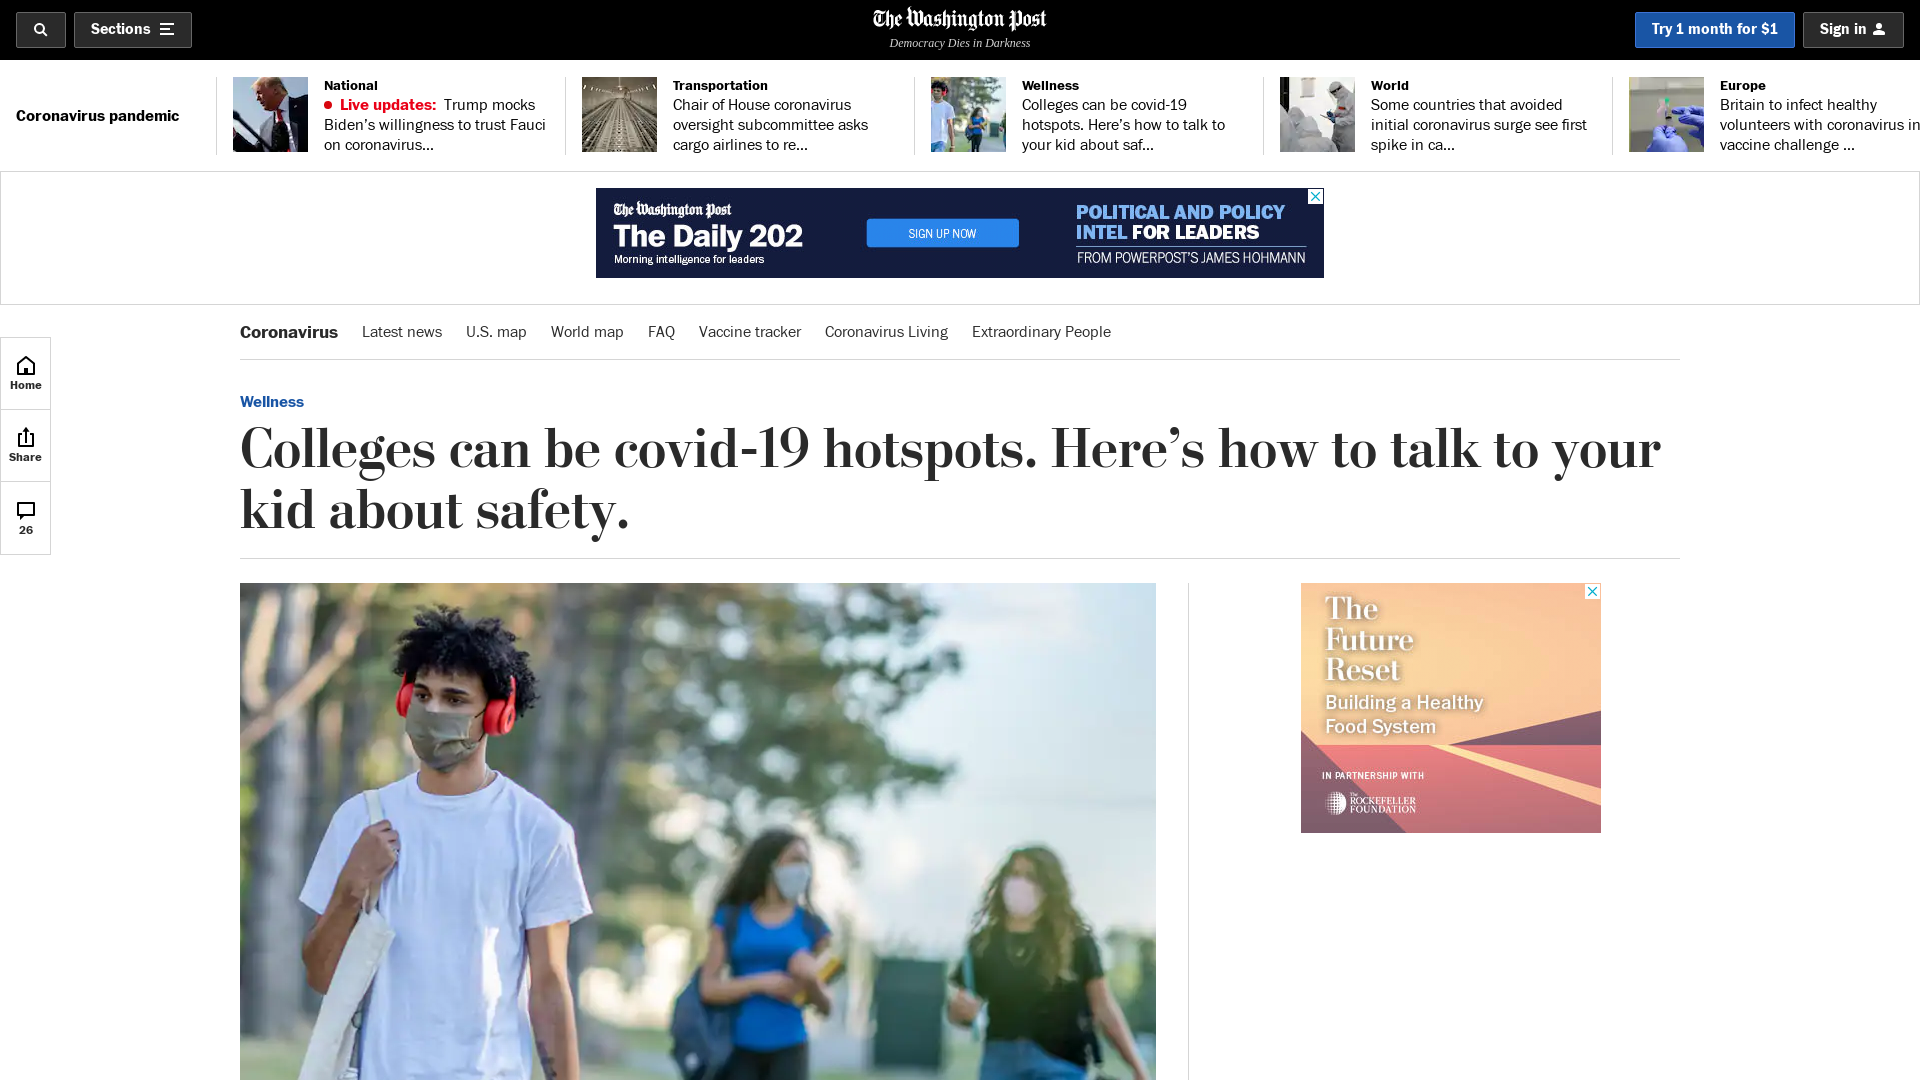 Sections
The Washington Post
Democracy Dies in Darkness
Try 1 month for $1
Sign in
Coronavirus pandemic
National
Live updates: Trump mocks
Biden’s willingness to trust Fauci
on coronavirus...
Transportation
Chair of House coronavirus
oversight subcommittee asks
cargo airlines to re...
Wellness
Colleges can be covid-19
hotspots. Here’s how to talk to
your kid about saf...
World
Some countries that avoided
initial coronavirus surge see first
spike in ca...
Europe
Britain to infect healthy
volunteers with coronavirus in
vaccine challenge ...
The Washington Post
The Daily 202
Morning intelligence for leaders
SIGN UP NOW
POLITICAL AND POLICY
INTEL FOR LEADERS
FROM POWERPOST’S JAMES HOHMANN
Coronavirus Latest news U.S. map World map FAQ Vaccine tracker Coronavirus Living Extraordinary People
Home
Share
26
Wellness
Colleges can be covid-19 hotspots. Here’s how to talk to your
kid about safety.
The
Future
Reset
Building a Healthy
Food System
IN PARTNERSHIP WITH
The
ROCKEFELLER
FOUNDATION